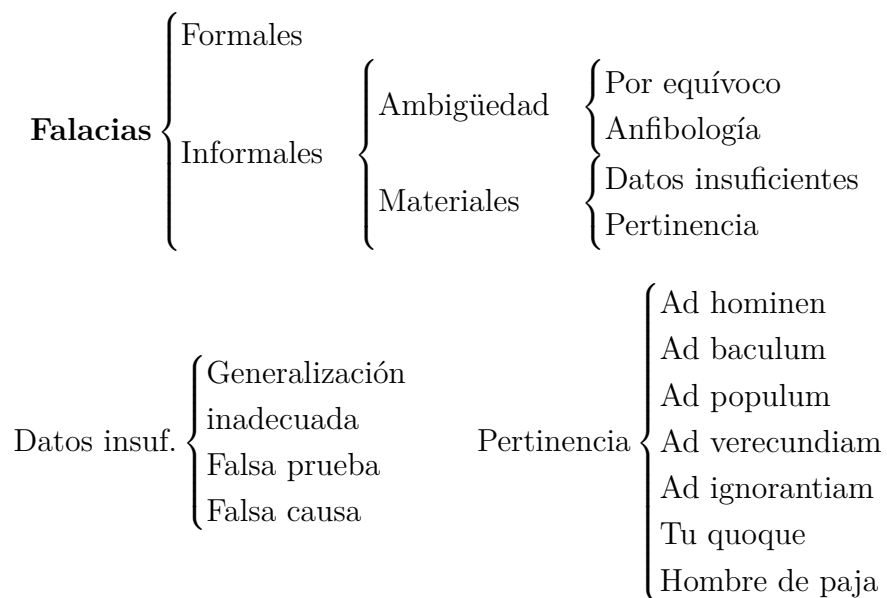 Formales
Falacias
Informales
Ambigüedad
Por equívoco
Anfibología
Materiales
Datos insuficientes
Pertinencia
Datos insuf.
Generalización
inadecuada
Falsa prueba
Falsa causa
Pertinencia
Ad hominen
Ad baculum
Ad populum
Ad verecundiam
Ad ignorantiam
Tu quoque
Hombre de paja